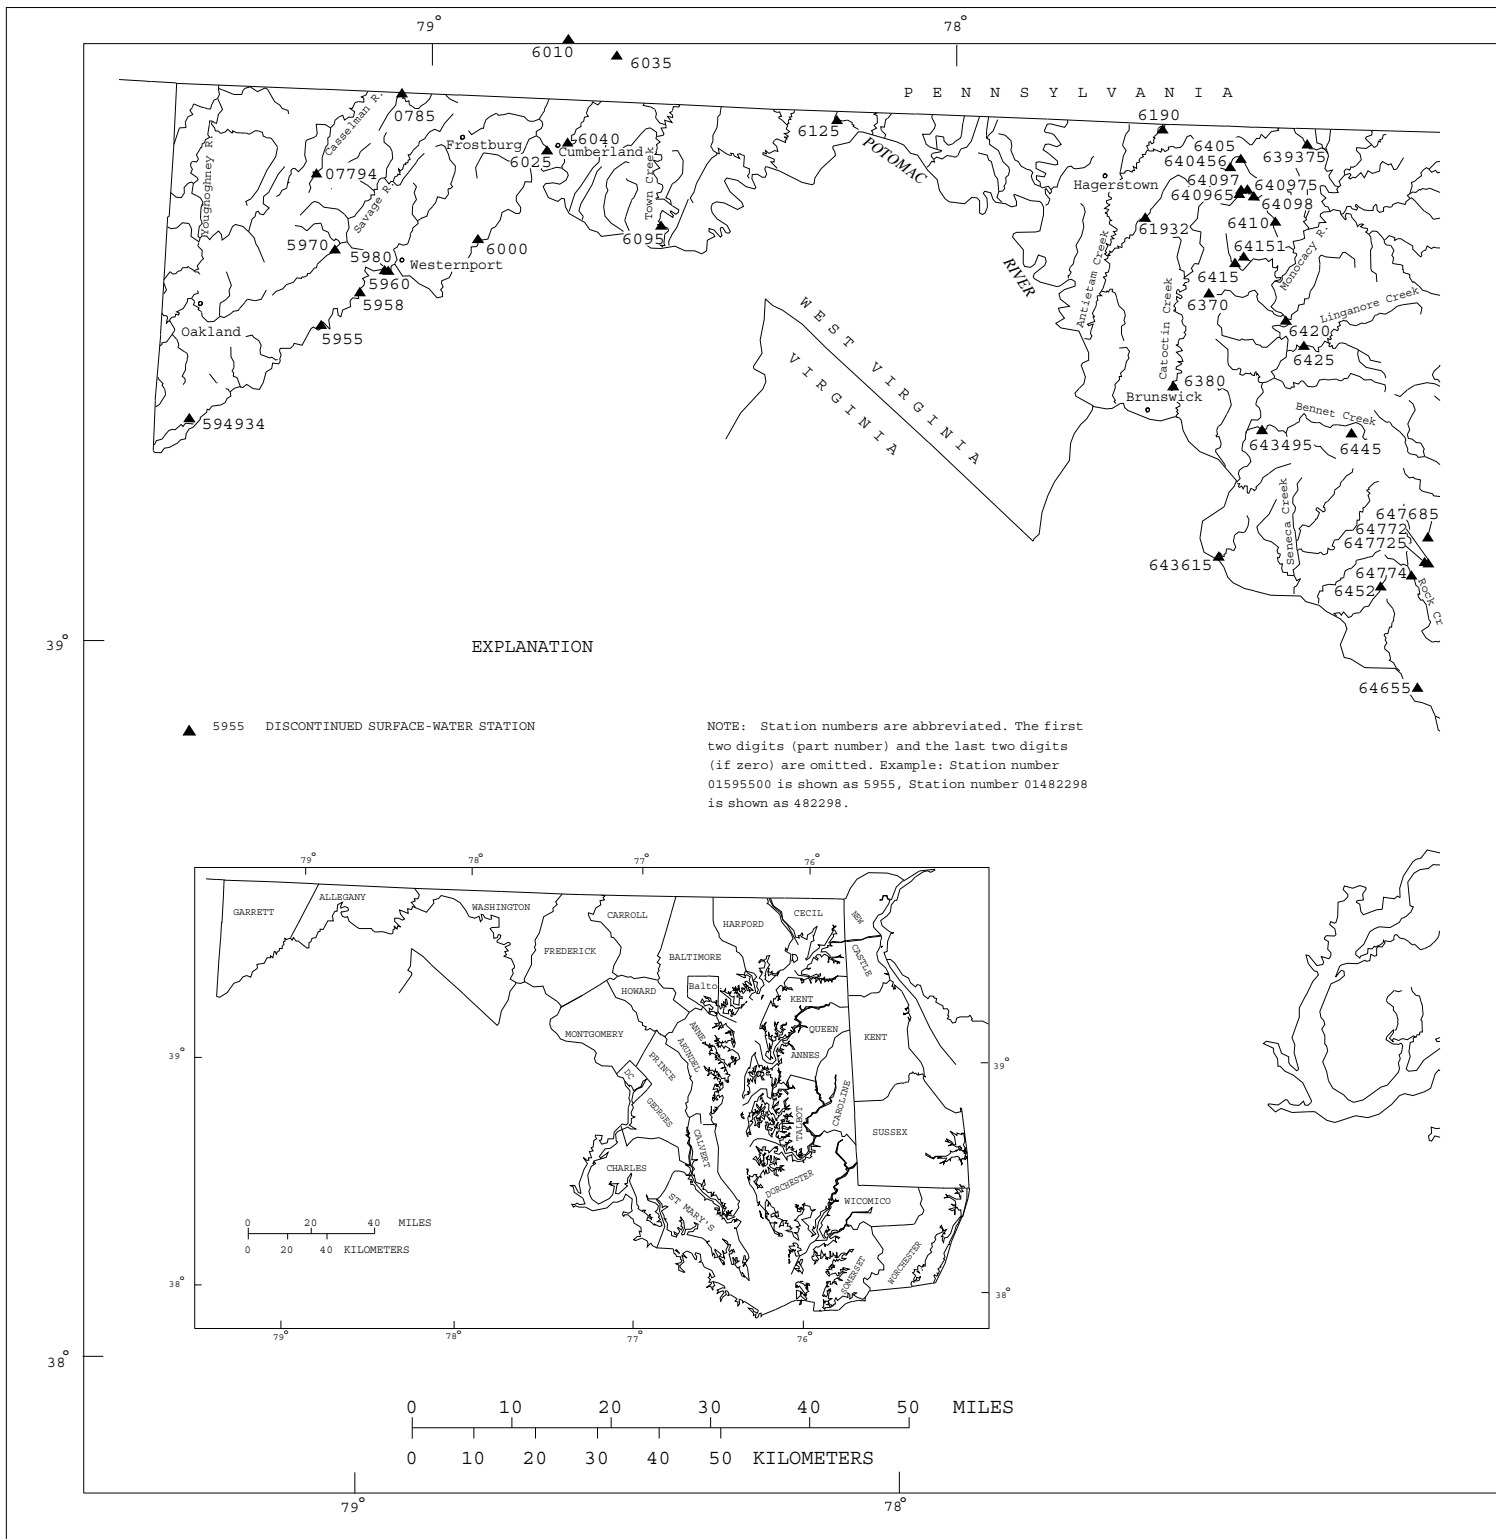 79°
78°
6010
6035
PENNSYLVANIA
0785
Casselman R.
Youghoghney R.
Frostburg
6040
6025
Cumberland
Town Creek
6125
POTOMAC
6190
6405
640456
639375
07794
Savage R.
Hagerstown
64097
640975
640965
64098
61932
6410
5970
5980
Westernport
6000
6095
RIVER
Antietam Creek
64151
Monocacy R.
5960
5958
6415
6370
Catoctin Creek
Linganore Creek
Oakland
5955
WEST VIRGINIA
VIRGINIA
6420
6425
6380
Brunswick
594934
Bennet Creek
643495
6445
Seneca Creek
647685
64772
647725
643615
64774
6452
Rock Cr
39°
EXPLANATION
64655
5955 DISCONTINUED SURFACE-WATER STATION
NOTE: Station numbers are abbreviated. The first
two digits (part number) and the last two digits
(if zero) are omitted. Example: Station number
01595500 is shown as 5955, Station number 01482298
is shown as 482298.
79°
78°
77°
76°
GARRETT
ALLEGANY
WASHINGTON
CARROLL
HARFORD
CECIL
NEW
CASTLE
FREDERICK
BALTIMORE
Balto
HOWARD
KENT
MONTGOMERY
ANNE
ARUNDEL
QUEEN
ANNES
KENT
39°
39°
DC
PRINCE
GEORGES
CAROLINE
TALBOT
SUSSEX
CALVERT
CHARLES
DORCHESTER
ST MARY'S
WICOMICO
0 20 40 MILES
0 20 40 KILOMETERS
SOMERSET
WORCHESTER
38°
38°
79°
78°
77°
76°
38°
0 10 20 30 40 50 MILES
0 10 20 30 40 50 KILOMETERS
79°
78°